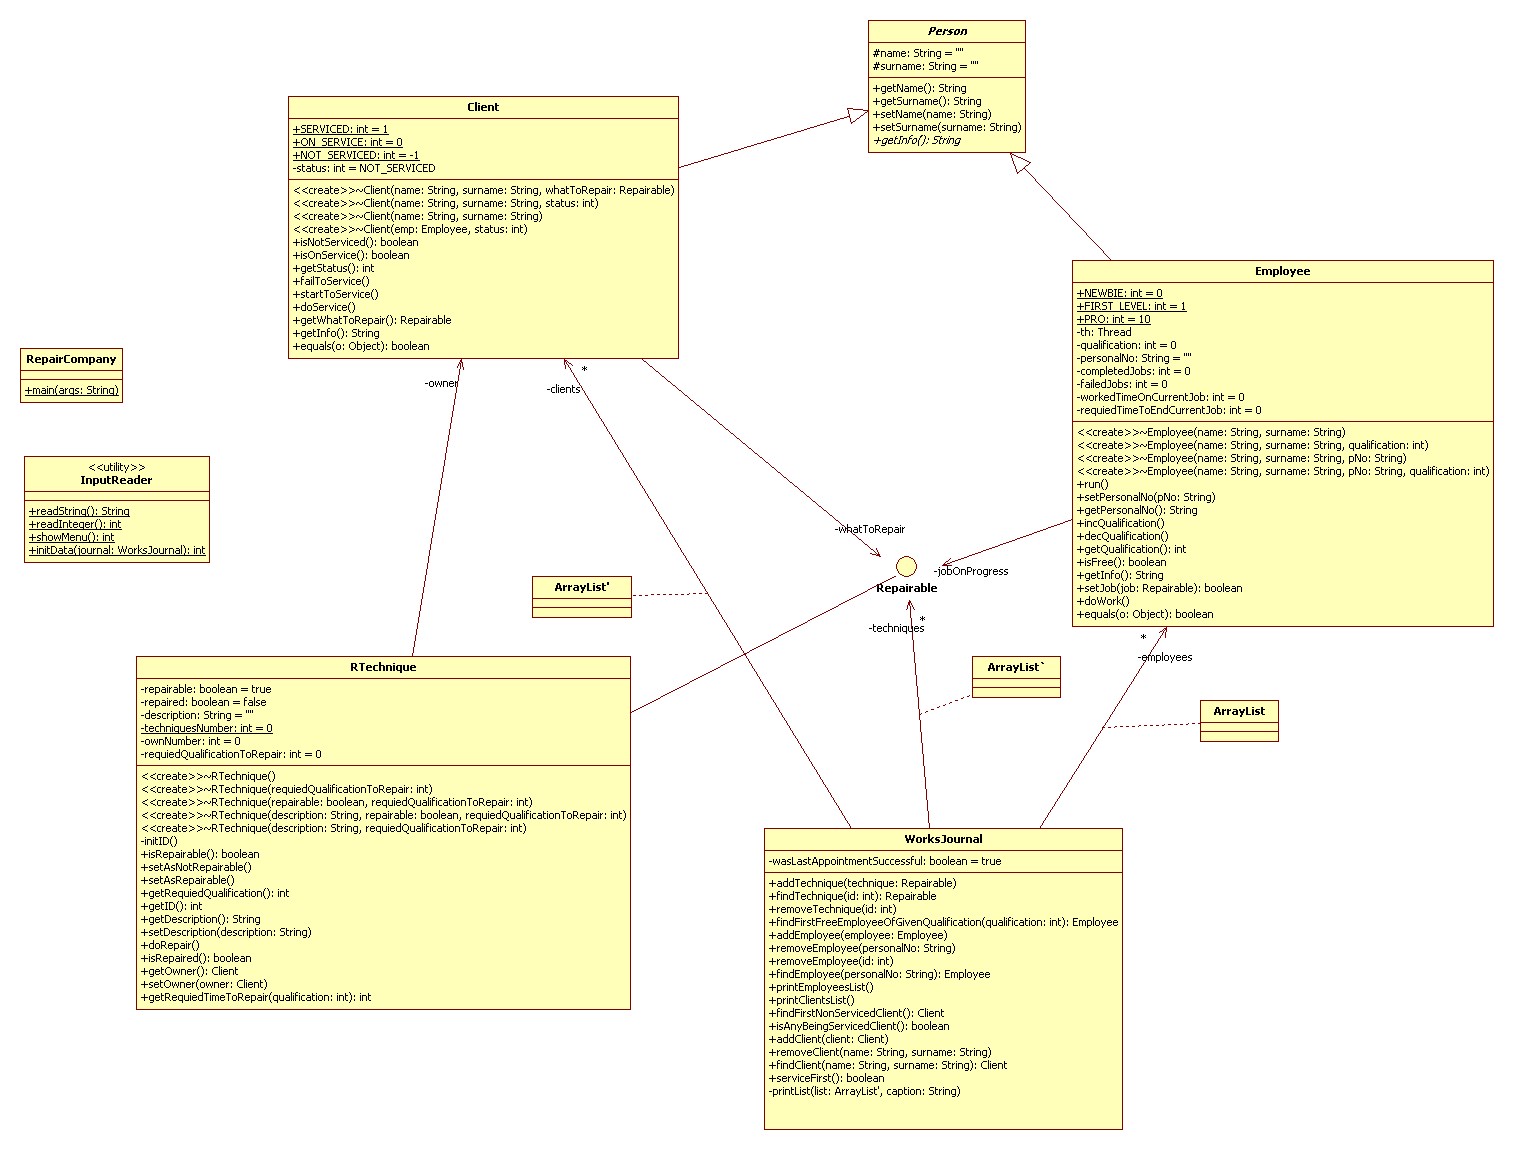 Person
#name: String = ""
#surname: String = ""
+getName(): String
+getSurname(): String
+setName(name: String)
+setSurname(surname: String)
+getInfo(): String
Client
+SERVICED: int = 1
+ON_SERVICE: int = 0
+NOT_SERVICED: int = -1
-status: int = NOT_SERVICED
<<create>>~Client(name: String, surname: String, whatToRepair: Repairable)
<<create>>~Client(name: String, surname: String, status: int)
<<create>>~Client(name: String, surname: String)
<<create>>~Client(emp: Employee, status: int)
+isNotServiced(): boolean
+isOnService(): boolean
+getStatus(): int
+failToService()
+startToService()
+doService()
+getWhatToRepair(): Repairable
+getInfo(): String
+equals(o: Object): boolean
Employee
+NEWBIE: int = 0
+FIRST_LEVEL: int = 1
+PRO: int = 10
-th: Thread
-qualification: int = 0
-personalNo: String = ""
-completedJobs: int = 0
-failedJobs: int = 0
-workedTimeOnCurrentJob: int = 0
-requiedTimeToEndCurrentJob: int = 0
<<create>>~Employee(name: String, surname: String)
<<create>>~Employee(name: String, surname: String, qualification: int)
<<create>>~Employee(name: String, surname: String, pNo: String)
<<create>>~Employee(name: String, surname: String, pNo: String, qualification: int)
+run()
+setPersonalNo(pNo: String)
+getPersonalNo(): String
+incQualification()
+decQualification()
+getQualification(): int
+isFree(): boolean
+getInfo(): String
+setJob(job: Repairable): boolean
+doWork()
+equals(o: Object): boolean
RepairCompany
+main(args: String)
<<utility>>
InputReader
+readString(): String
+readInteger(): int
+showMenu(): int
+initData(journal: WorksJournal): int
-owner
*
-clients
-whatToRepair
-jobOnProgress
Repairable
*
-techniques
*
-employees
ArrayList'
ArrayList`
ArrayList
RTechnique
-repairable: boolean = true
-repaired: boolean = false
-description: String = ""
-techniquesNumber: int = 0
-ownNumber: int = 0
-requiedQualificationToRepair: int = 0
<<create>>~RTechnique()
<<create>>~RTechnique(requiedQualificationToRepair: int)
<<create>>~RTechnique(repairable: boolean, requiedQualificationToRepair: int)
<<create>>~RTechnique(description: String, repairable: boolean, requiedQualificationToRepair: int)
<<create>>~RTechnique(description: String, requiedQualificationToRepair: int)
-initID()
+isRepairable(): boolean
+setAsNotRepairable()
+setAsRepairable()
+getRequiedQualification(): int
+getID(): int
+getDescription(): String
+setDescription(description: String)
+doRepair()
+isRepaired(): boolean
+getOwner(): Client
+setOwner(owner: Client)
+getRequiedTimeToRepair(qualification: int): int
WorksJournal
-wasLastAppointmentSuccessful: boolean = true
+addTechnique(technique: Repairable)
+findTechnique(id: int): Repairable
+removeTechnique(id: int)
+findFirstFreeEmployeeOfGivenQualification(qualification: int): Employee
+addEmployee(employee: Employee)
+removeEmployee(personalNo: String)
+removeEmployee(id: int)
+findEmployee(personalNo: String): Employee
+printEmployeesList()
+printClientsList()
+findFirstNonServicedClient(): Client
+isAnyBeingServicedClient(): boolean
+addClient(client: Client)
+removeClient(name: String, surname: String)
+findClient(name: String, surname: String): Client
+serviceFirst(): boolean
-printList(list: ArrayList', caption: String)